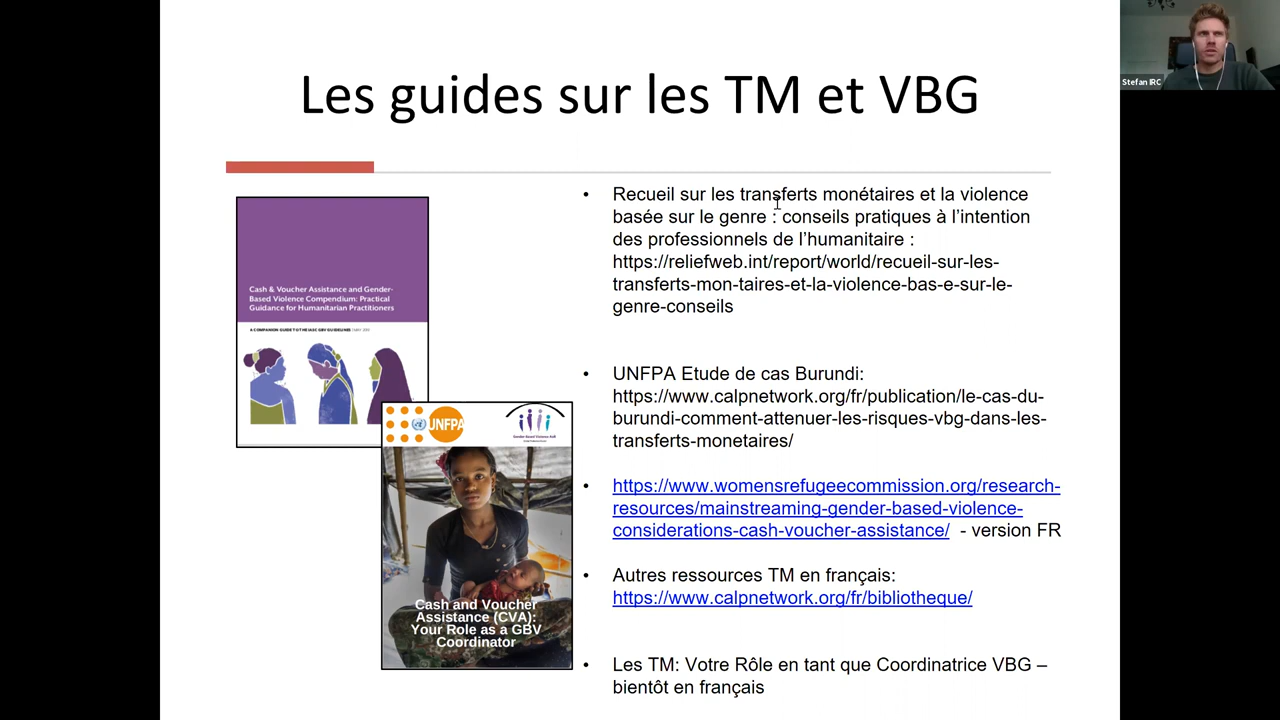 Les guides sur les TM et VBG
Stefan IRC
• Recueil sur les transferts monétaires et la violence
basée sur le genre : conseils pratiques à l’intention
des professionnels de l’humanitaire :
https://reliefweb.int/report/world/recueil-sur-les-
transferts-mon-taires-et-la-violence-bas-e-sur-le-
genre-conseils
• UNFPA Etude de cas Burundi:
https://www.calpnetwork.org/fr/publication/le-cas-du-
burundi-comment-attenuer-les-risques-vbg-dans-les-
transferts-monetaires/
• https://www.womensrefugeecommission.org/research-
resources/mainstreaming-gender-based-violence-
considerations-cash-voucher-assistance/ - version FR
• Autres ressources TM en français:
https://www.calpnetwork.org/fr/bibliotheque/
• Les TM: Votre Rôle en tant que Coordinatrice VBG –
bientôt en français
Cash & Voucher Assistance and Gender-
Based Violence Compendium: Practical
Guidance for Humanitarian Practitioners
A COMPANION GUIDE TO THE IASC GBV GUIDELINES
UNFPA
Cash and Voucher
Assistance (CVA):
Your Role as a GBV
Coordinator